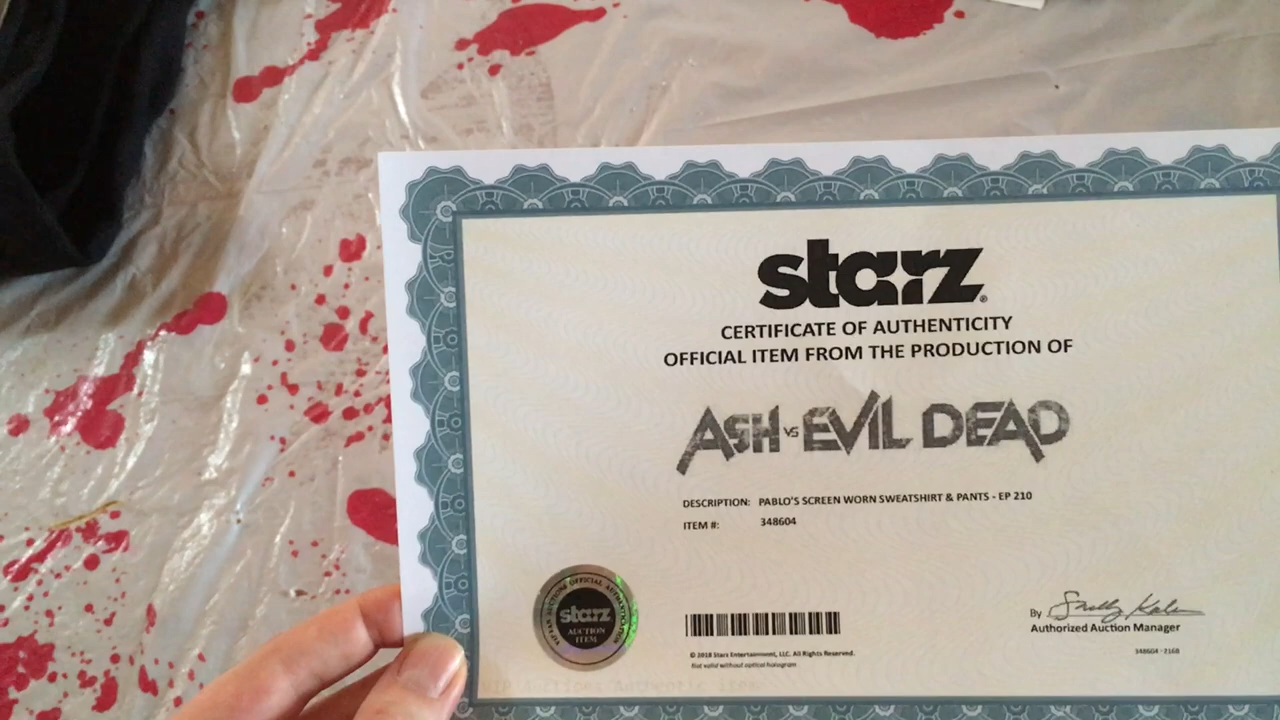 starz®
CERTIFICATE OF AUTHENTICITY
OFFICIAL ITEM FROM THE PRODUCTION OF
ASH VS EVIL DEAD
DESCRIPTION: PABLO'S SCREEN WORN SWEATSHIRT & PANTS - EP 210
ITEM #: 348604
OFFICIAL
starz
AUCTION
ITEM
By Shelly
Authorized Auction Manager
© 2018 Starz Entertainment, LLC. All Rights Reserved.
Not valid without optical hologram
348604 - 2168